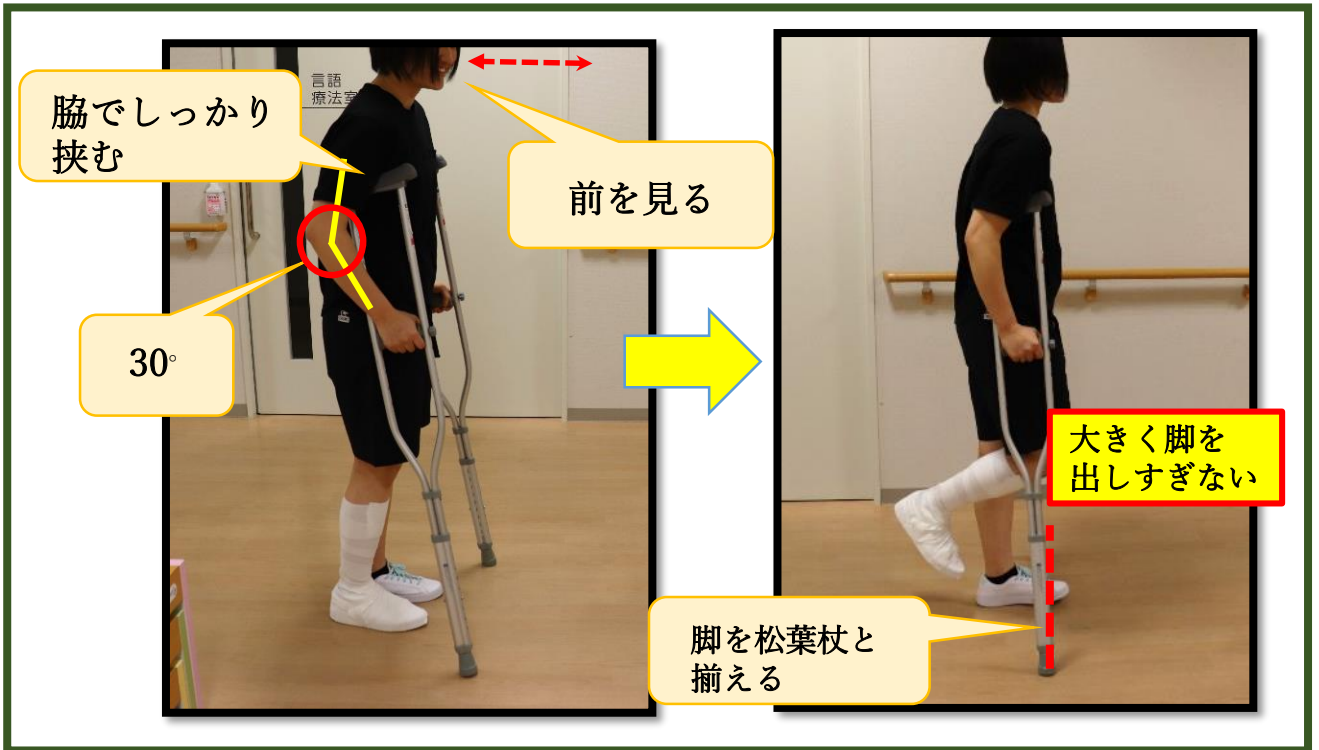 言語
療法室
脇でしっかり
挟む
前を見る
30°
大きく脚を
出しすぎない
脚を松葉杖と
揃える